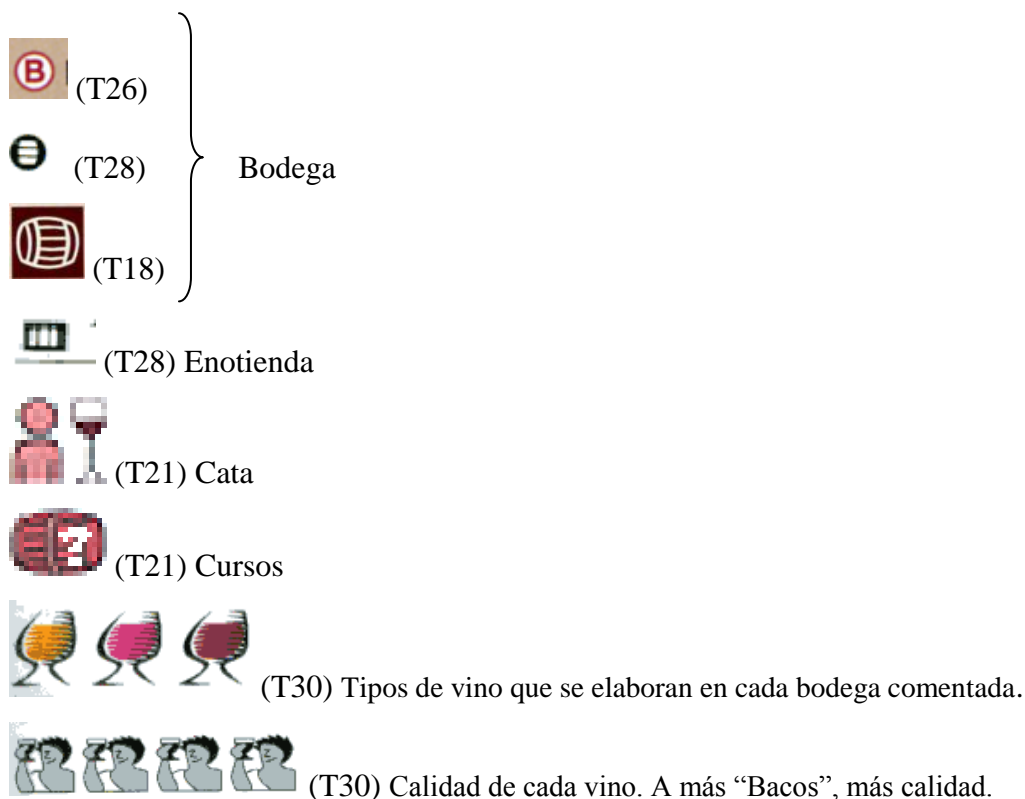 B (T26)
(T28) Bodega
(T18)
(T28) Enotienda
(T21) Cata
? (T21) Cursos
(T30) Tipos de vino que se elaboran en cada bodega comentada.
(T30) Calidad de cada vino. A más “Bacos”, más calidad.